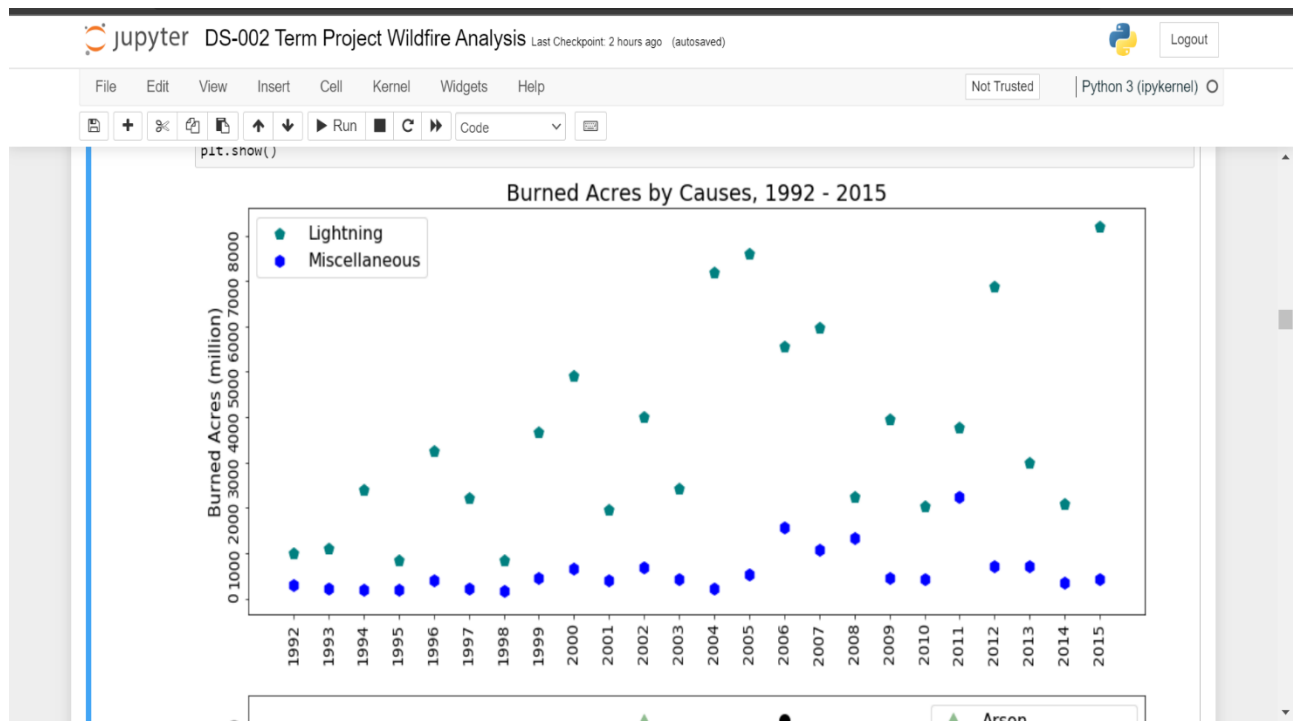 jupyter DS-002 Term Project Wildfire Analysis Last Checkpoint: 2 hours ago (autosaved) Logout
File Edit View Insert Cell Kernel Widgets Help Not Trusted Python 3 (ipykernel)
Run Code
plt.show()
Burned Acres by Causes, 1992 - 2015
Lightning
Miscellaneous
Burned Acres (million)
8000
7000
6000
5000
4000
3000
2000
1000
0
1992 1993 1994 1995 1996 1997 1998 1999 2000 2001 2002 2003 2004 2005 2006 2007 2008 2009 2010 2011 2012 2013 2014 2015
Arson